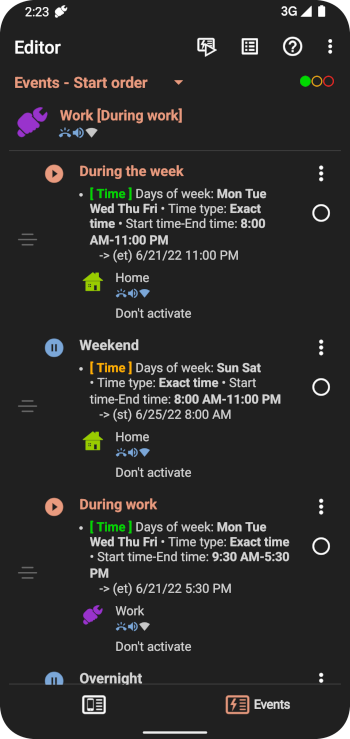 2:23
3G
Editor
Events - Start order
Work [During work]
During the week
• [ Time ] Days of week: Mon Tue
Wed Thu Fri • Time type: Exact
time • Start time-End time: 8:00
AM-11:00 PM
-> (et) 6/21/22 11:00 PM
Home
Don't activate
Weekend
• [ Time ] Days of week: Sun Sat
• Time type: Exact time • Start
time-End time: 8:00 AM-11:00 PM
-> (st) 6/25/22 8:00 AM
Home
Don't activate
During work
• [ Time ] Days of week: Mon Tue
Wed Thu Fri • Time type: Exact time
• Start time-End time: 9:30 AM-5:30
PM
-> (et) 6/21/22 5:30 PM
Work
Don't activate
Overnight
Events